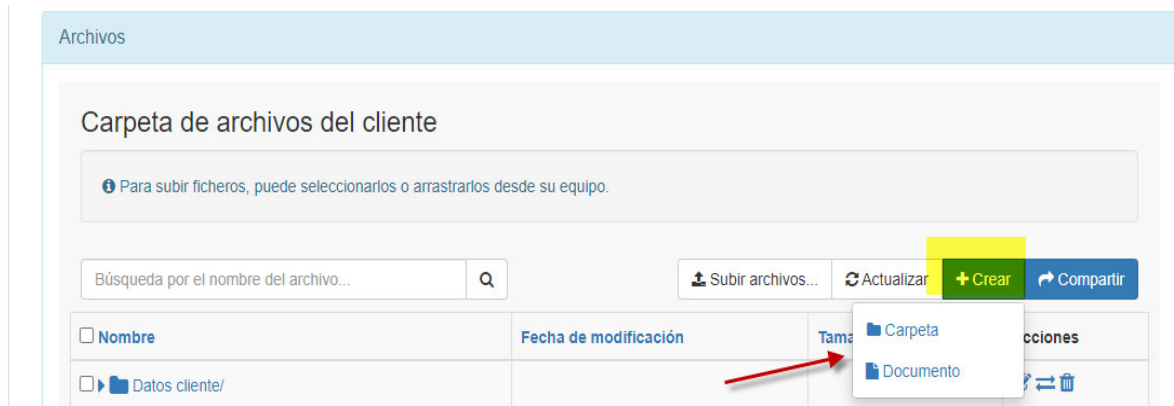 Archivos
Carpeta de archivos del cliente
Para subir ficheros, puede seleccionarlos o arrastrarlos desde su equipo.
Búsqueda por el nombre del archivo...
Subir archivos... Actualizar Crear Compartir
Nombre Fecha de modificación Tama cciones
Carpeta
Documento
Datos cliente/